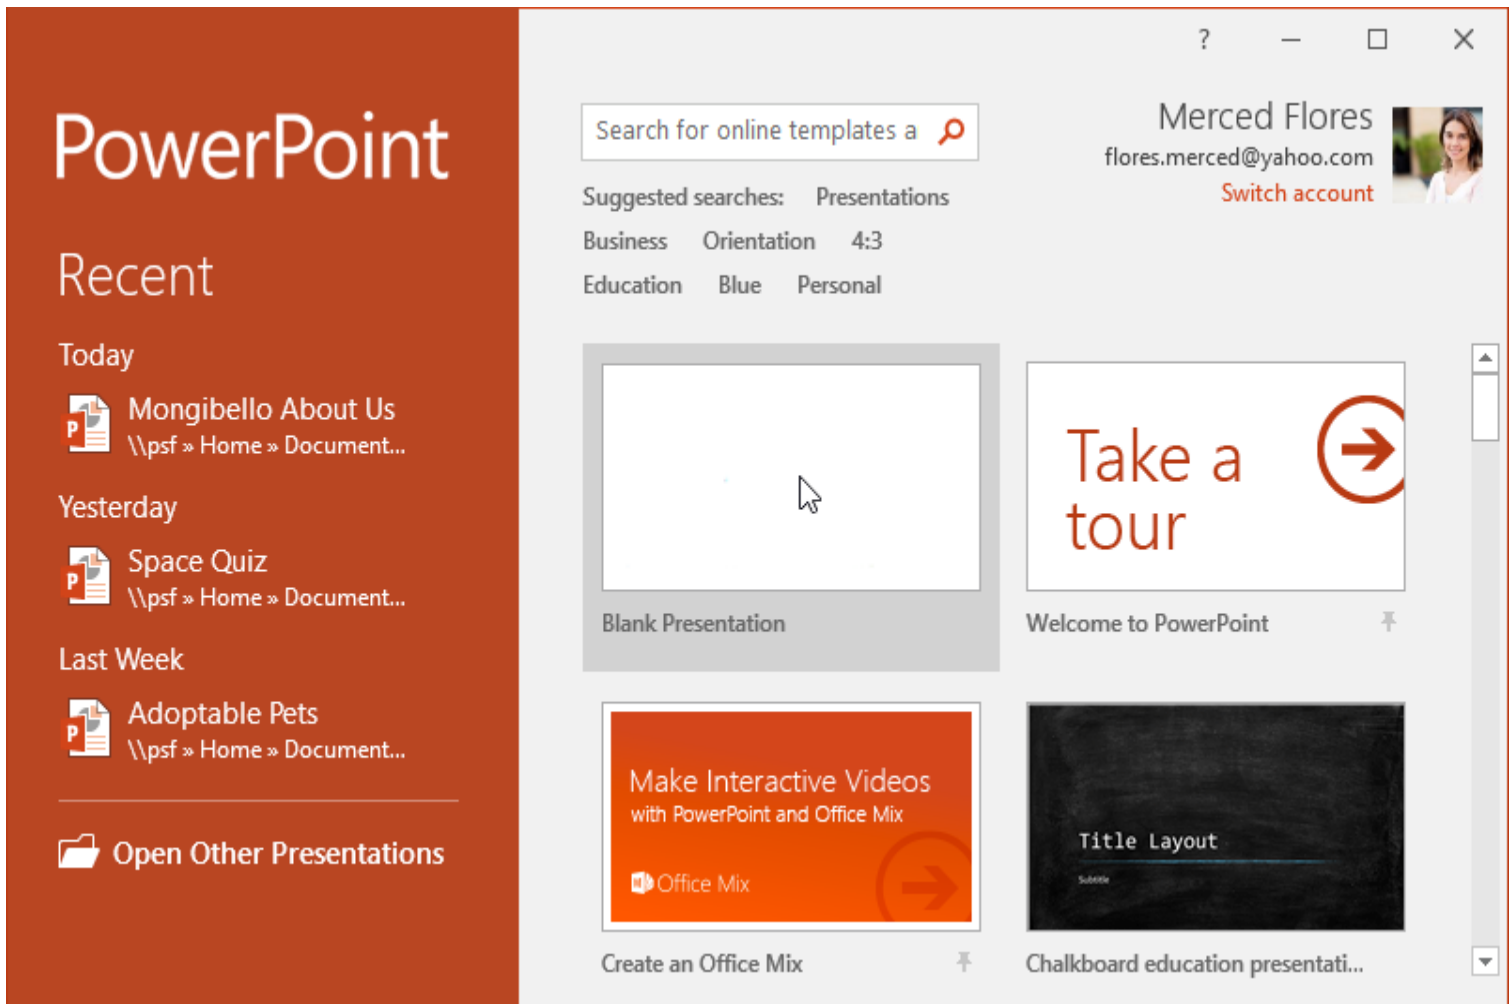 PowerPoint
Recent
Today
Mongibello About Us
\\psf » Home » Document...
Yesterday
Space Quiz
\\psf » Home » Document...
Last Week
Adoptable Pets
\\psf » Home » Document...
Open Other Presentations
?
Search for online templates a
Merced Flores
flores.merced@yahoo.com
Switch account
Suggested searches: Presentations
Business Orientation 4:3
Education Blue Personal
Blank Presentation
Take a
tour
Welcome to PowerPoint
Make Interactive Videos
with PowerPoint and Office Mix
Office Mix
Create an Office Mix
Title Layout
Subtitle
Chalkboard education presentati...